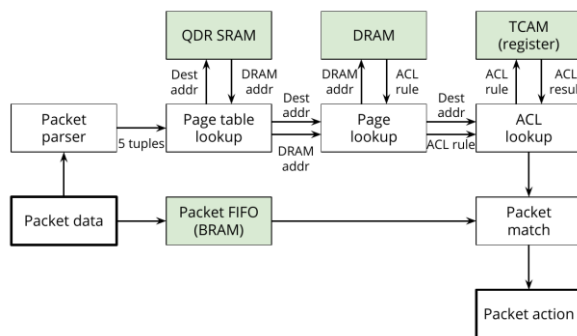 QDR SRAM
DRAM
TCAM
(register)
Dest
addr
DRAM
addr
DRAM
addr
ACL
rule
ACL
rule
ACL
result
Packet
parser
5 tuples
Page table
lookup
Dest
addr
DRAM
addr
Page
lookup
Dest
addr
ACL rule
ACL
lookup
Packet data
Packet FIFO
(BRAM)
Packet
match
Packet action